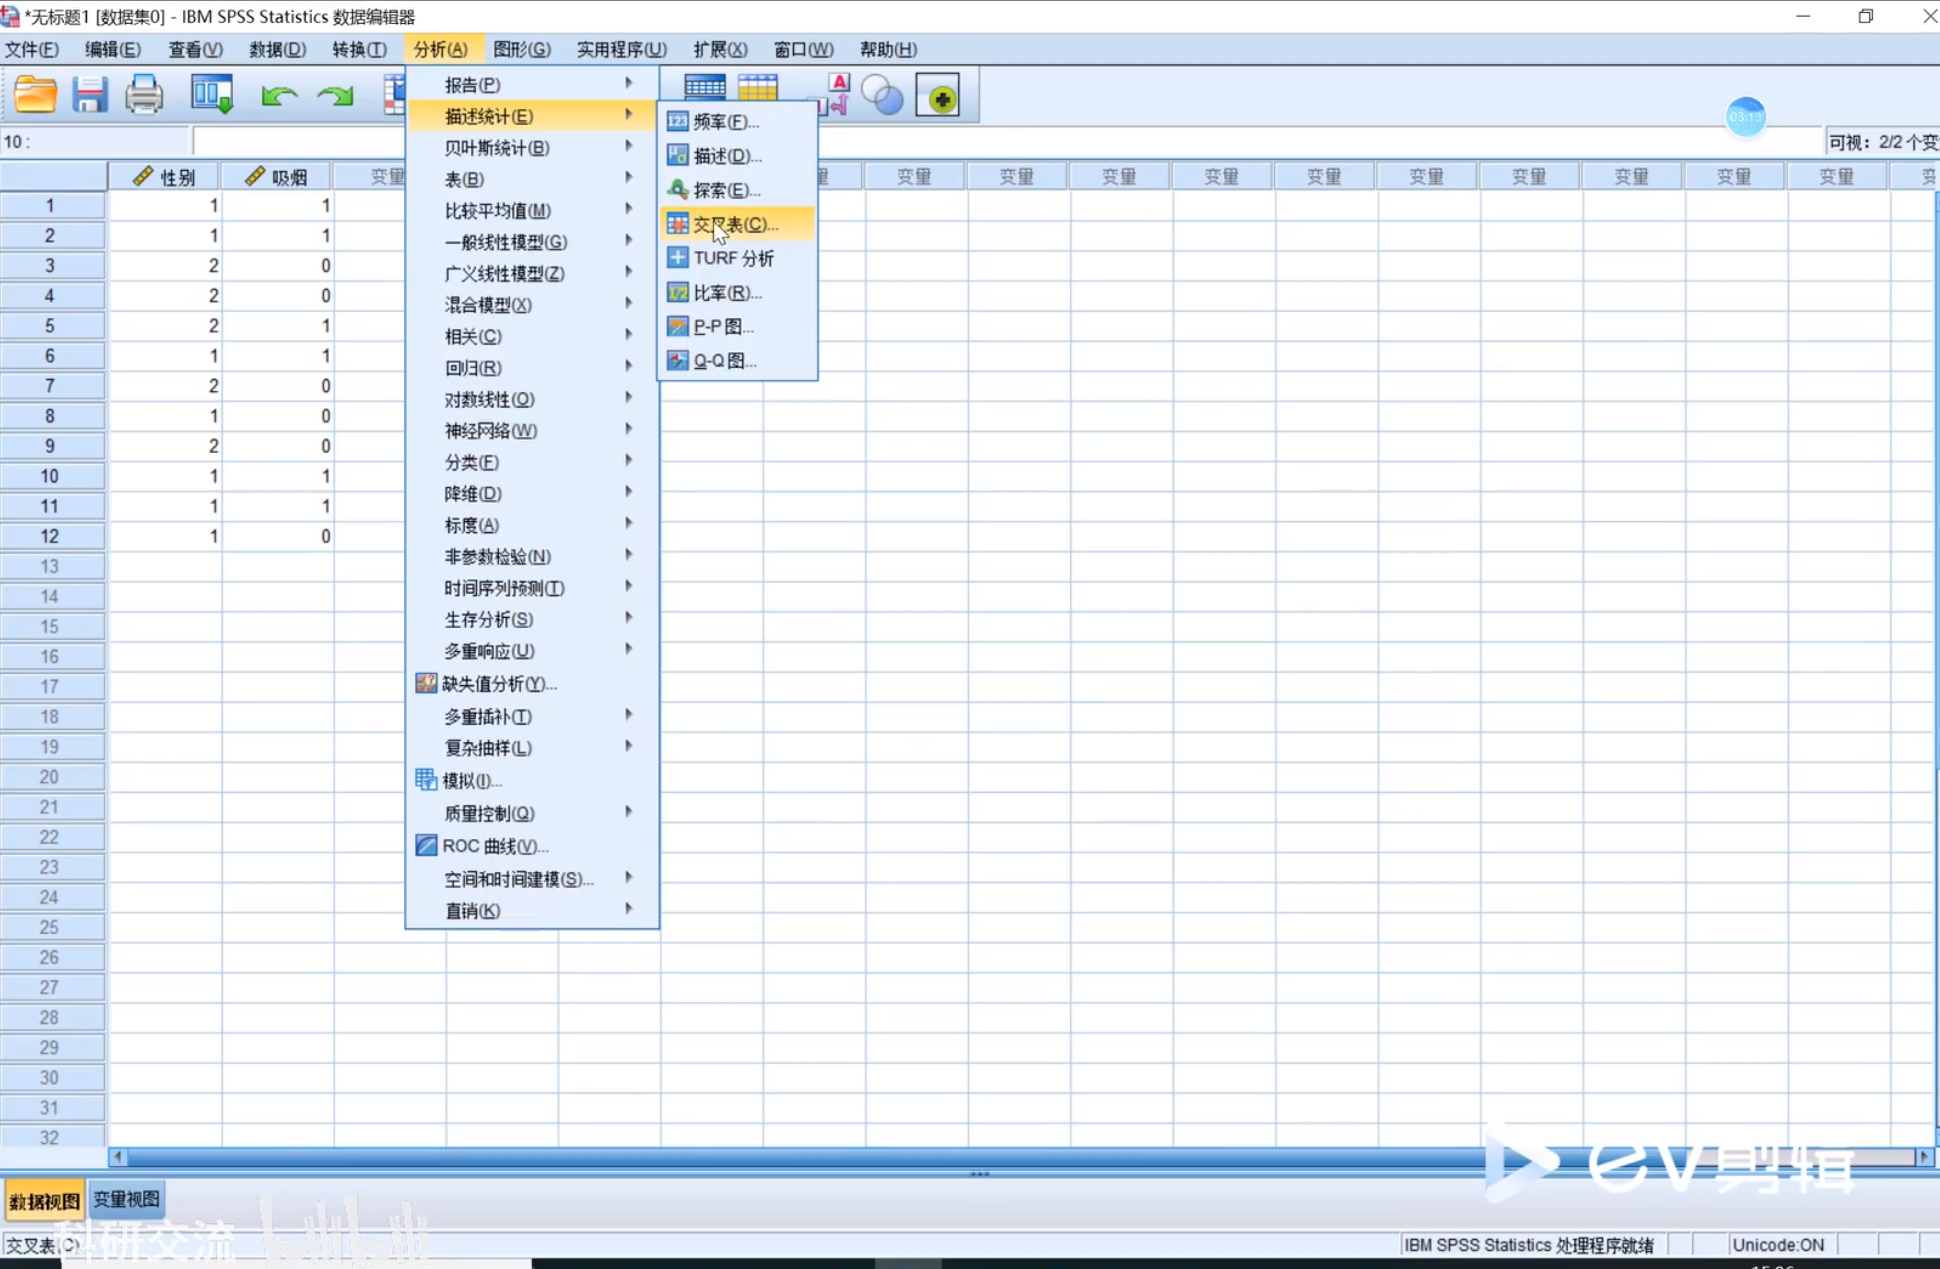 *无标题1 [数据集0] - IBM SPSS Statistics 数据编辑器
文件(F) 编辑(E) 查看(V) 数据(D) 转换(T) 分析(A) 图形(G) 实用程序(U) 扩展(X) 窗口(W) 帮助(H)
03:13
10 :
可视: 2/2 个变
性别 吸烟 变量 变量 变量 变量 变量 变量 变量 变量 变量 变量 变量
1 1 1
2 1 1
3 2 0
4 2 0
5 2 1
6 1 1
7 2 0
8 1 0
9 2 0
10 1 1
11 1 1
12 1 0
13
14
15
16
17
18
19
20
21
22
23
24
25
26
27
28
29
30
31
32
报告(P)
描述统计(E)
贝叶斯统计(B)
表(B)
比较平均值(M)
一般线性模型(G)
广义线性模型(Z)
混合模型(X)
相关(C)
回归(R)
对数线性(O)
神经网络(W)
分类(F)
降维(D)
标度(A)
非参数检验(N)
时间序列预测(T)
生存分析(S)
多重响应(U)
缺失值分析(Y)...
多重插补(T)
复杂抽样(L)
模拟(I)...
质量控制(Q)
ROC 曲线(V)...
空间和时间建模(S)...
直销(K)
频率(F)...
描述(D)...
探索(E)...
交叉表(C)...
TURF 分析
比率(R)...
P-P 图...
Q-Q 图...
ev剪辑
数据视图 变量视图
科研交流
交叉表(C)
IBM SPSS Statistics 处理程序就绪
Unicode:ON